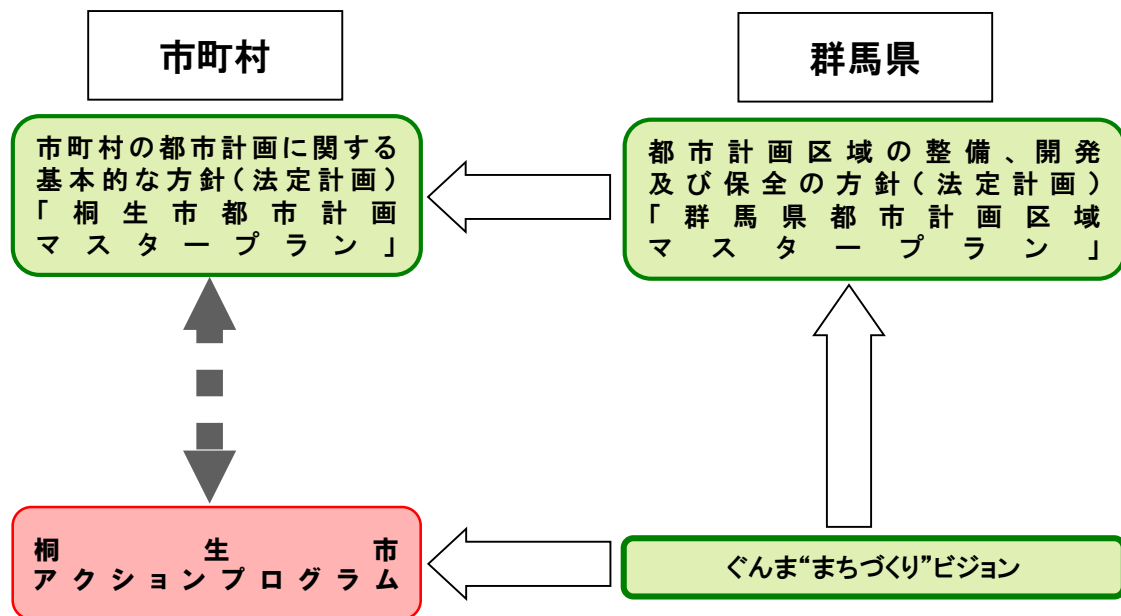 市町村
群馬県
市町村の都市計画に関する
基本的な方針(法定計画)
「桐生市都市計画
マスタープラン」
都市計画区域の整備、開発
及び保全の方針(法定計画)
「群馬県都市計画区域
マスタープラン」
桐生市
アクションプログラム
ぐんま“まちづくり”ビジョン